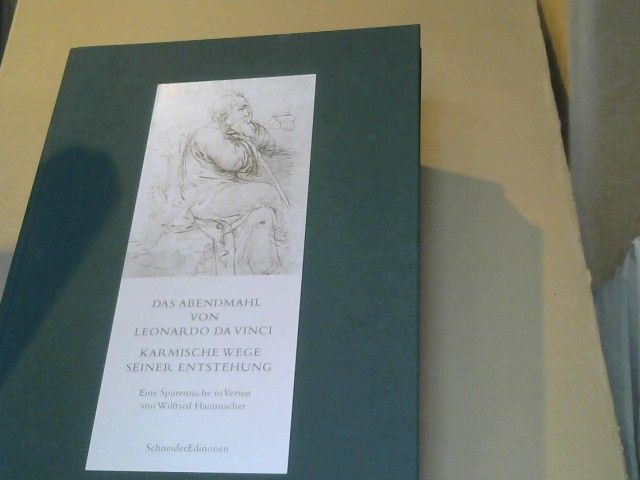 DAS ABENDMAHL
VON
LEONARDO DA VINCI
KARMISCHE WEGE
SEINER ENTSTEHUNG
Eine Spurensuche in Versen
von Wilfried Hammacher
SchneiderEditionen